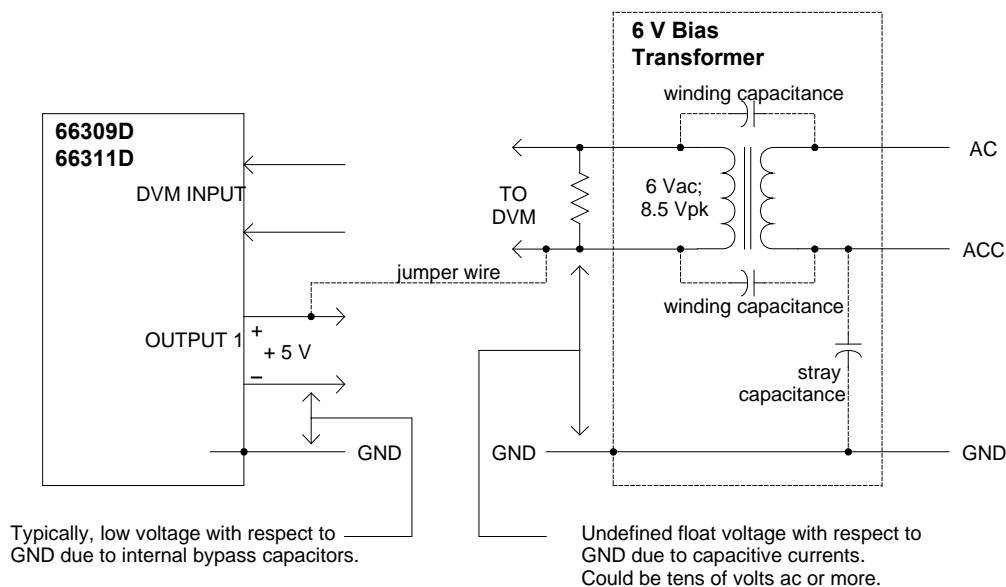 6 V Bias
Transformer
winding capacitance
66309D
66311D
DVM INPUT
TO
DVM
6 Vac;
8.5 Vpk
AC
ACC
jumper wire
winding capacitance
OUTPUT 1
+
+ 5 V
–
stray
capacitance
GND
GND
GND
Typically, low voltage with respect to
GND due to internal bypass capacitors.
Undefined float voltage with respect to
GND due to capacitive currents.
Could be tens of volts ac or more.